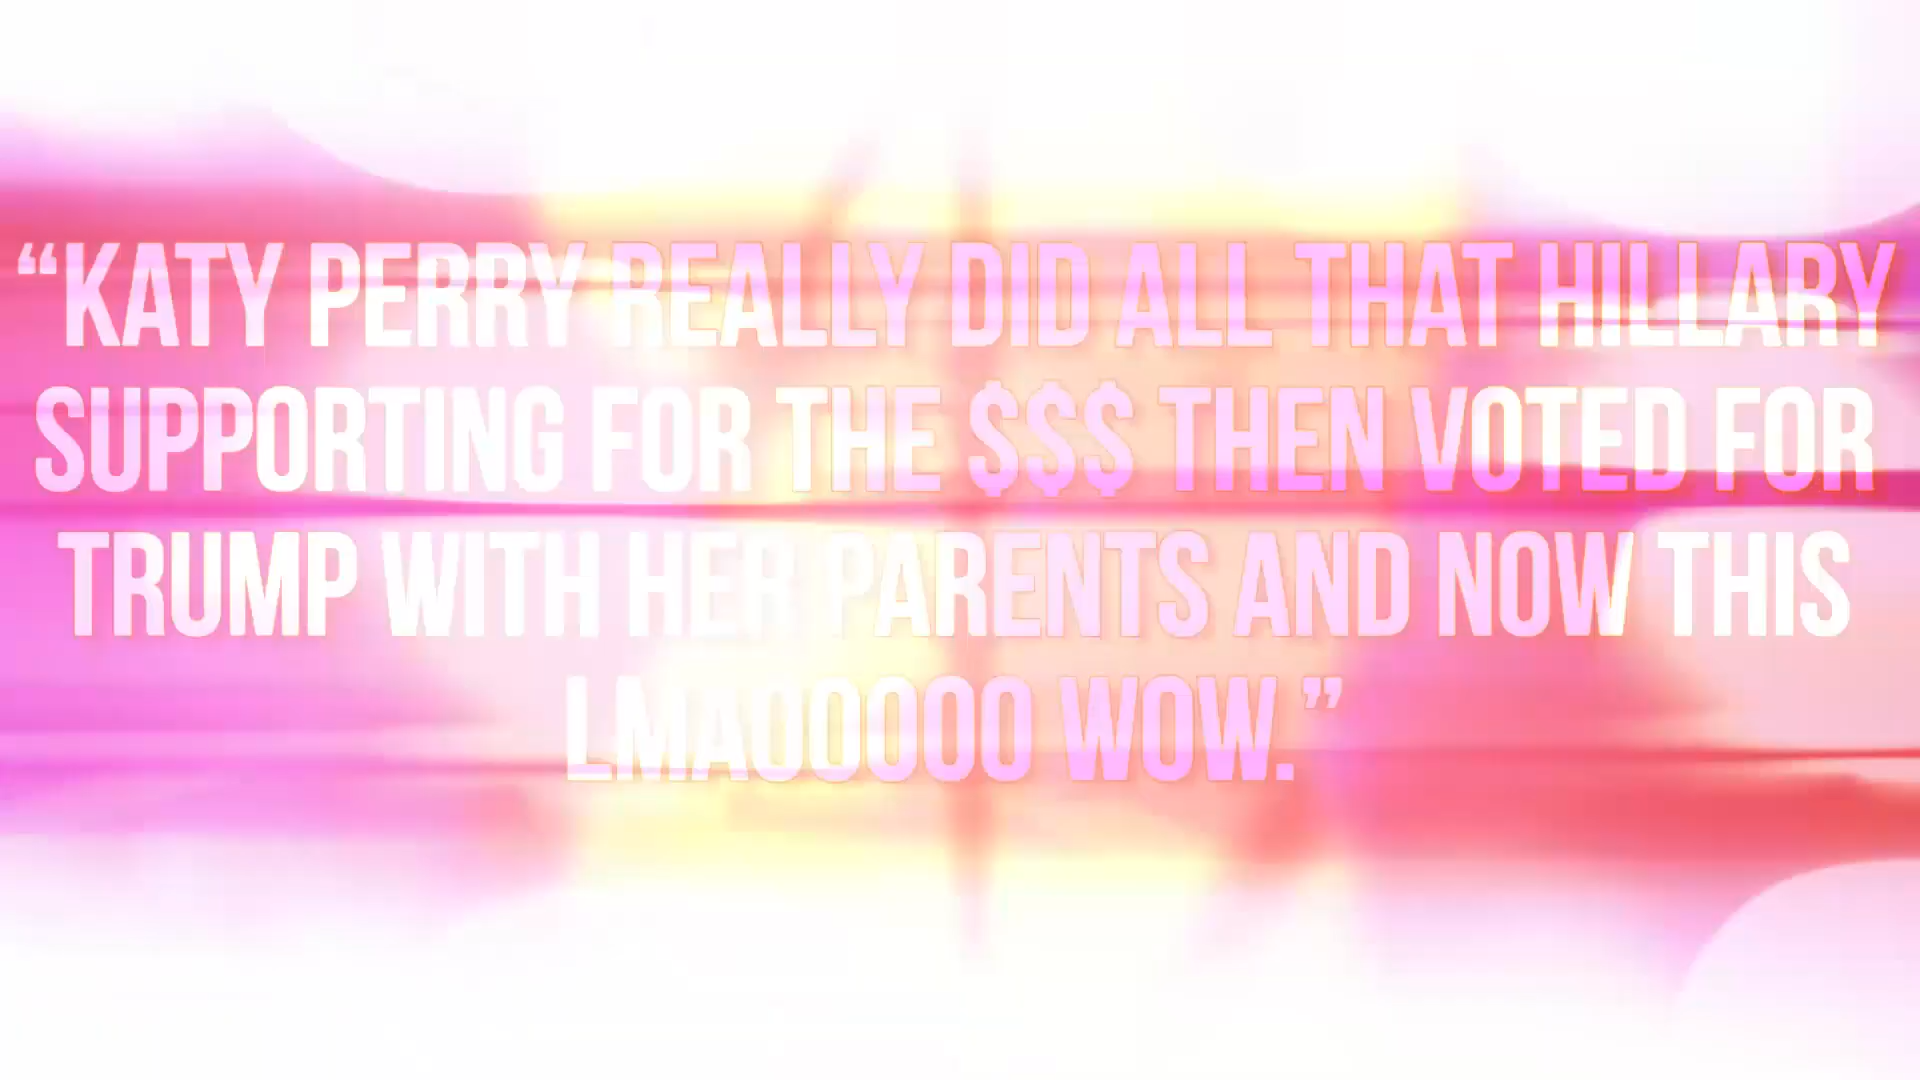 “KATY PERRY REALLY DID ALL THAT HILLARY
SUPPORTING FOR THE $$$ THEN VOTED FOR
TRUMP WITH HER PARENTS AND NOW THIS
LMAOOOOO WOW.”